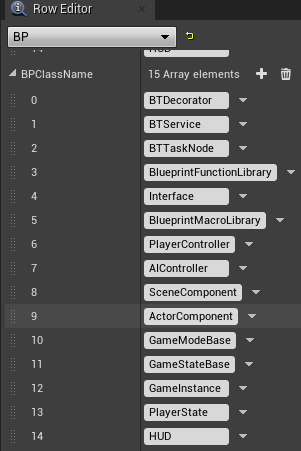 Row Editor
BP
14 HUD
BPClassName 15 Array elements
0 BTDecorator
1 BTService
2 BTTaskNode
3 BlueprintFunctionLibrary
4 Interface
5 BlueprintMacroLibrary
6 PlayerController
7 AIController
8 SceneComponent
9 ActorComponent
10 GameModeBase
11 GameStateBase
12 GameInstance
13 PlayerState
14 HUD